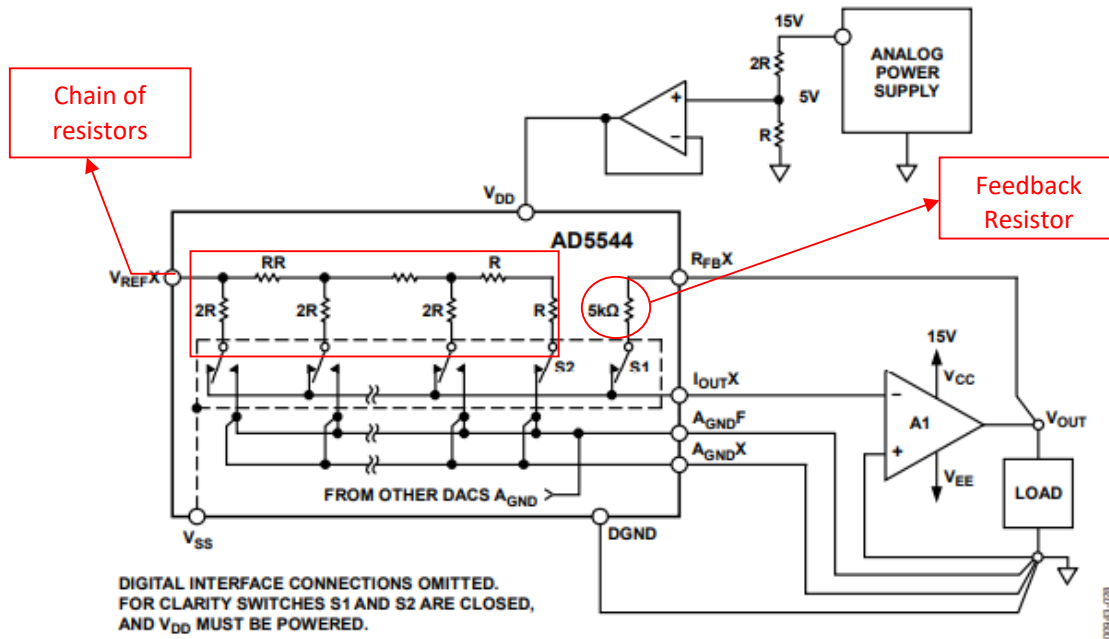 15V
ANALOG
POWER
SUPPLY
2R
5V
R
+
−
Chain of
resistors
Feedback
Resistor
VDD
AD5544
VREFX
RR
R
RFBX
2R
2R
2R
R
5kΩ
S2
S1
15V
VCC
IOUTX
−
A1
+
VOUT
AGNDF
AGNDX
VEE
LOAD
FROM OTHER DACS AGND
VSS
DGND
DIGITAL INTERFACE CONNECTIONS OMITTED.
FOR CLARITY SWITCHES S1 AND S2 ARE CLOSED,
AND VDD MUST BE POWERED.